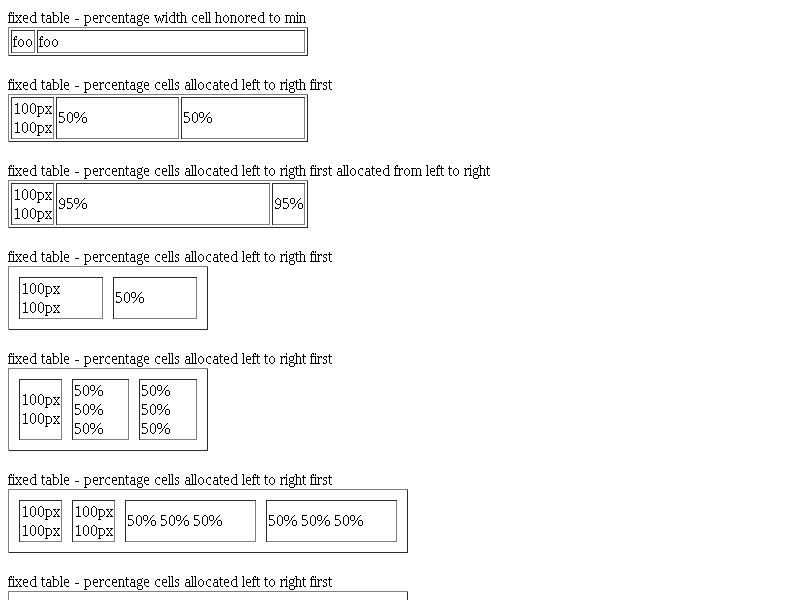 fixed table - percentage width cell honored to min
foo foo
fixed table - percentage cells allocated left to rigth first
100px
100px
50% 50%
fixed table - percentage cells allocated left to rigth first allocated from left to right
100px
100px
95% 95%
fixed table - percentage cells allocated left to rigth first
100px
100px
50%
fixed table - percentage cells allocated left to right first
100px
100px
50%
50%
50%
50%
50%
50%
fixed table - percentage cells allocated left to right first
100px
100px
100px
100px
50% 50% 50%
50% 50% 50%
fixed table - percentage cells allocated left to right first